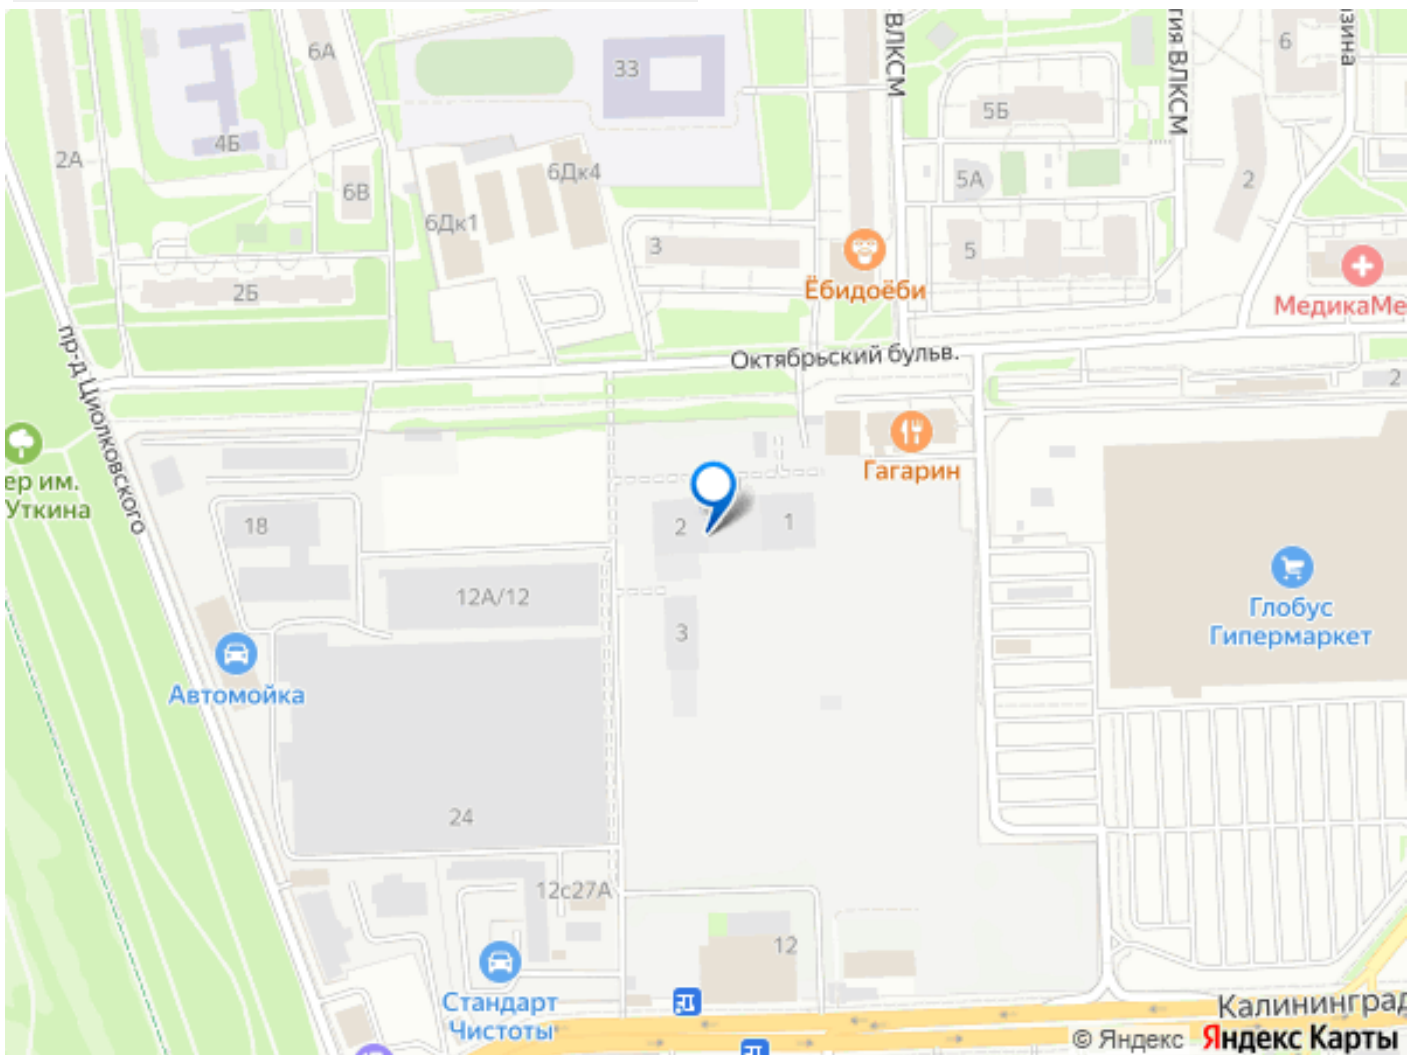 ВЛКСМ
гия ВЛКСМ
зина
6А
33
6
4Б
2А
5Б
6В
6Дк4
5А
2
6Дк1
3
5
2Б
Ёбидоёби
МедикаМе
пр-д Циолковского
Октябрьский бульв.
2
Гагарин
ер им.
Уткина
18
2
1
12А/12
3
Глобус
Гипермаркет
Автомойка
24
12с27А
12
Стандарт
Чистоты
Калининград
© Яндекс Яндекс Карты